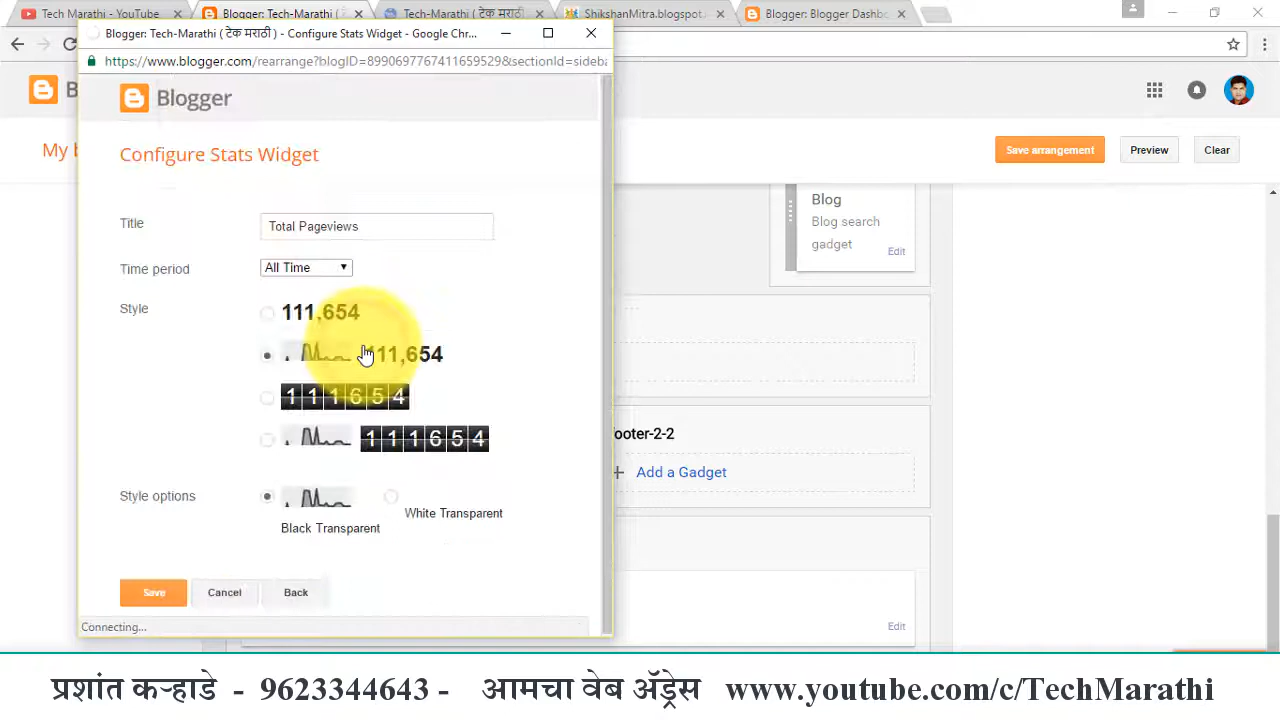 Tech Marathi - YouTube
Blogger: Tech-Marathi (
Tech-Marathi ( टेक मराठी )
ShikshanMitra.blogspot.
Blogger: Blogger Dashb
Blogger: Tech-Marathi ( टेक मराठी ) - Configure Stats Widget - Google Chr...
https://www.blogger.com/rearrange?blogID=8990697767411659529&sectionId=sideba
B
Blogger
My b
Save arrangement
Preview
Clear
Configure Stats Widget
Title
Total Pageviews
Time period
All Time
Style
111,654
111,654
111654
111654
Style options
Black Transparent
White Transparent
Save
Cancel
Back
Connecting...
Blog
Blog search
gadget
Edit
ooter-2-2
Add a Gadget
Edit
प्रशांत कऱ्हाडे - 9623344643 - आमचा वेब ॲड्रेस www.youtube.com/c/TechMarathi